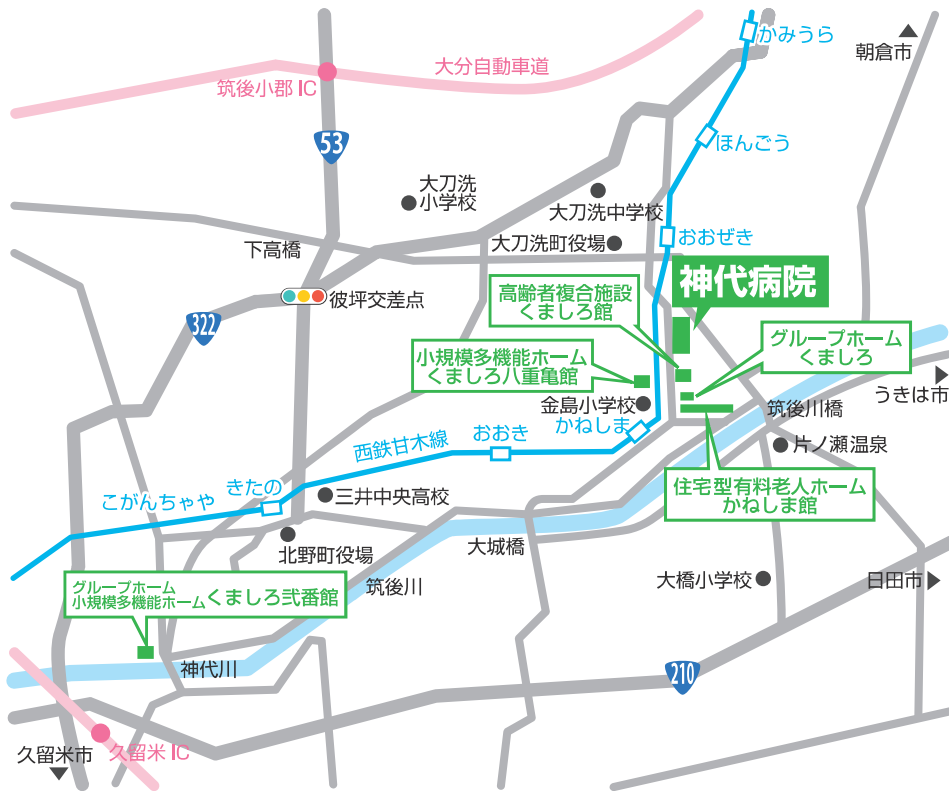 かみうら
朝倉市
大分自動車道
筑後小郡IC
53
ほんごう
大刀洗
小学校
大刀洗中学校
下高橋
大刀洗町役場
おおぜき
神代病院
高齢者複合施設
くましろ館
彼坪交差点
322
グループホーム
くましろ
小規模多機能ホーム
くましろ八重亀館
うきは市
金島小学校
筑後川橋
かねしま
おおき
西鉄甘木線
片ノ瀬温泉
きたの
こがんちゃや
三井中央高校
住宅型有料老人ホーム
かねしま館
北野町役場
大城橋
筑後川
大橋小学校
日田市
グループホーム
小規模多機能ホーム
くましろ弐番館
神代川
210
久留米市
久留米IC